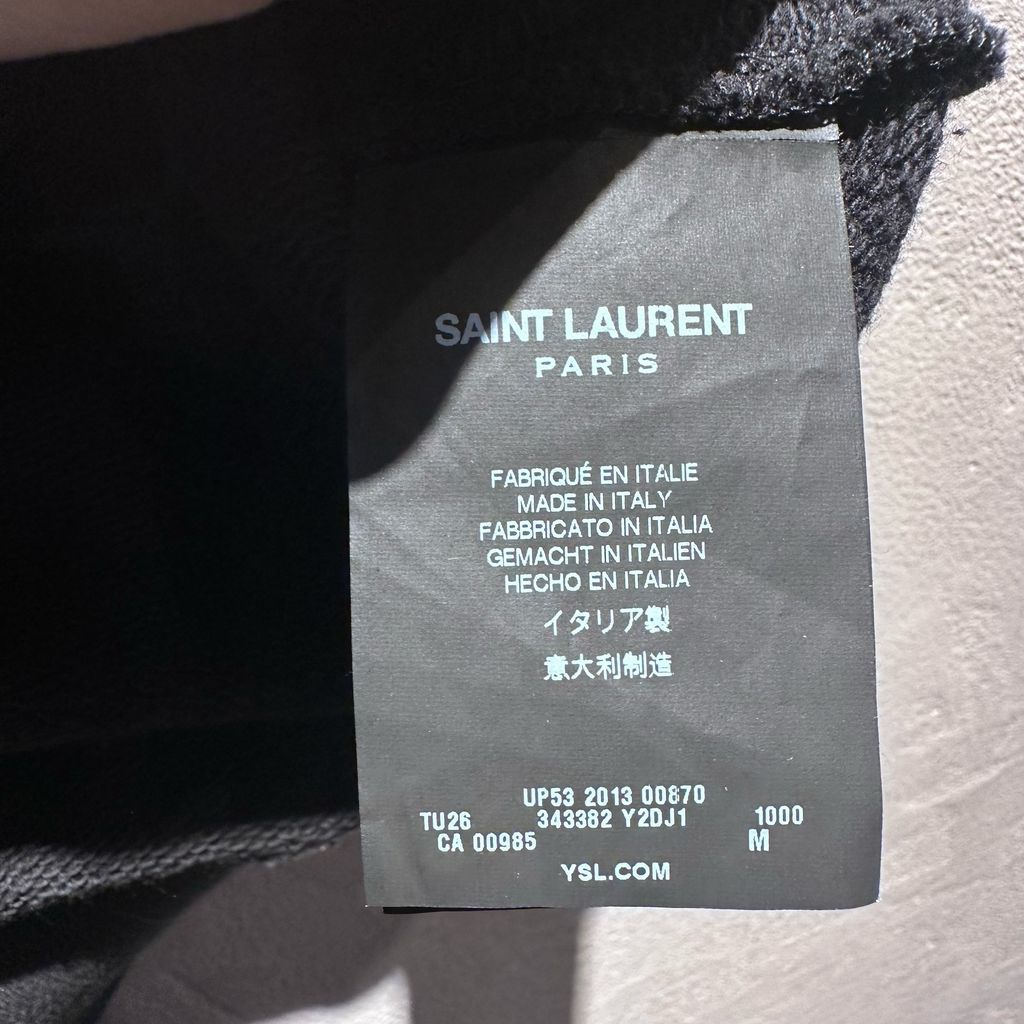 SAINT LAURENT
PARIS
FABRIQUÉ EN ITALIE
MADE IN ITALY
FABBRICATO IN ITALIA
GEMACHT IN ITALIEN
HECHO EN ITALIA
イタリア製
意大利制造
UP53 2013 00870
TU26 343382 Y2DJ1 1000
CA 00985 M
YSL.COM